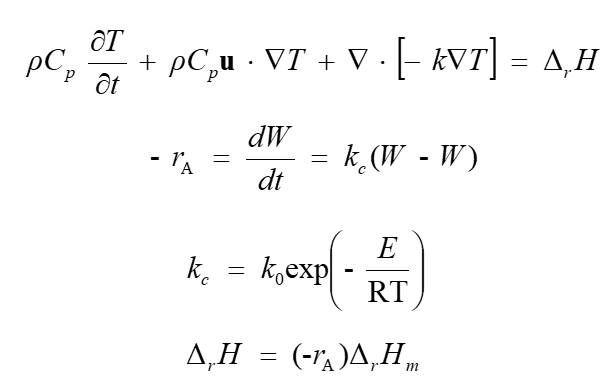 ρC_p ∂T/∂t + ρC_p u · ∇T + ∇ · [– k∇T] = Δ_r H
- r_A = dW/dt = k_c (W - W)
k_c = k_0 exp(- E/RT)
Δ_r H = (-r_A)Δ_r H_m